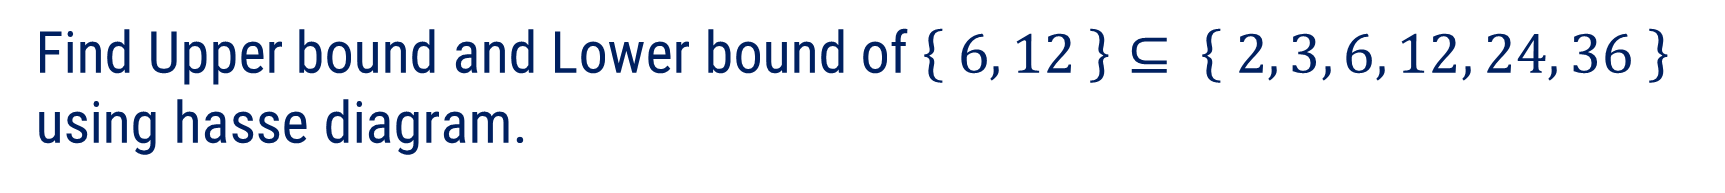 Find Upper bound and Lower bound of { 6, 12 } ⊆ { 2, 3, 6, 12, 24, 36 }
using hasse diagram.